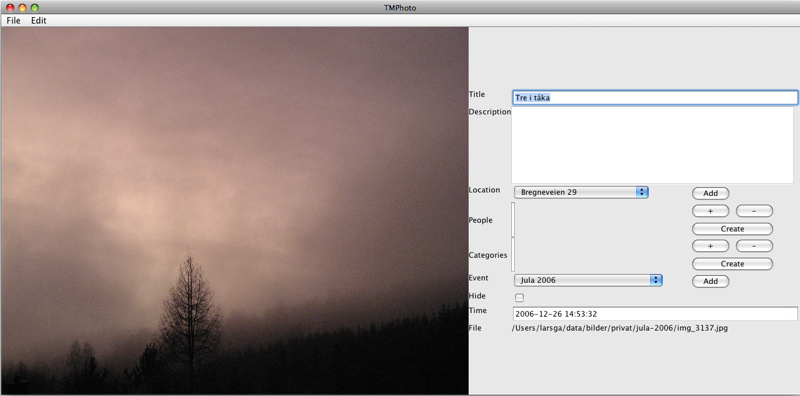 TMPhoto
File Edit
Title Tre i tåka
Description
Location Bregneveien 29 Add
People + -
Create
Categories + -
Create
Event Jula 2006 Add
Hide
Time 2006-12-26 14:53:32
File /Users/larsga/data/bilder/privat/jula-2006/img_3137.jpg